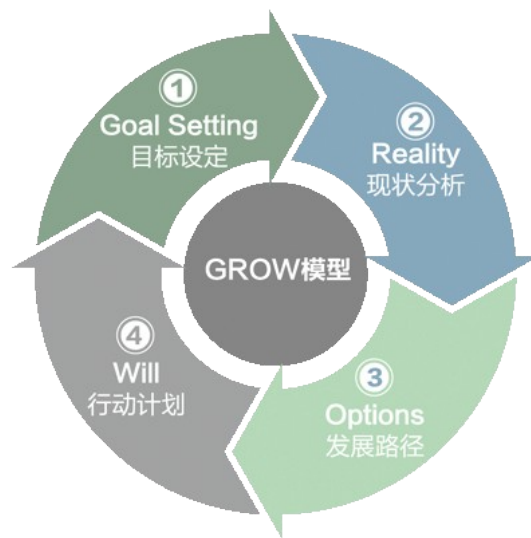 ①
Goal Setting
目标设定
②
Reality
现状分析
GROW模型
③
Options
发展路径
④
Will
行动计划